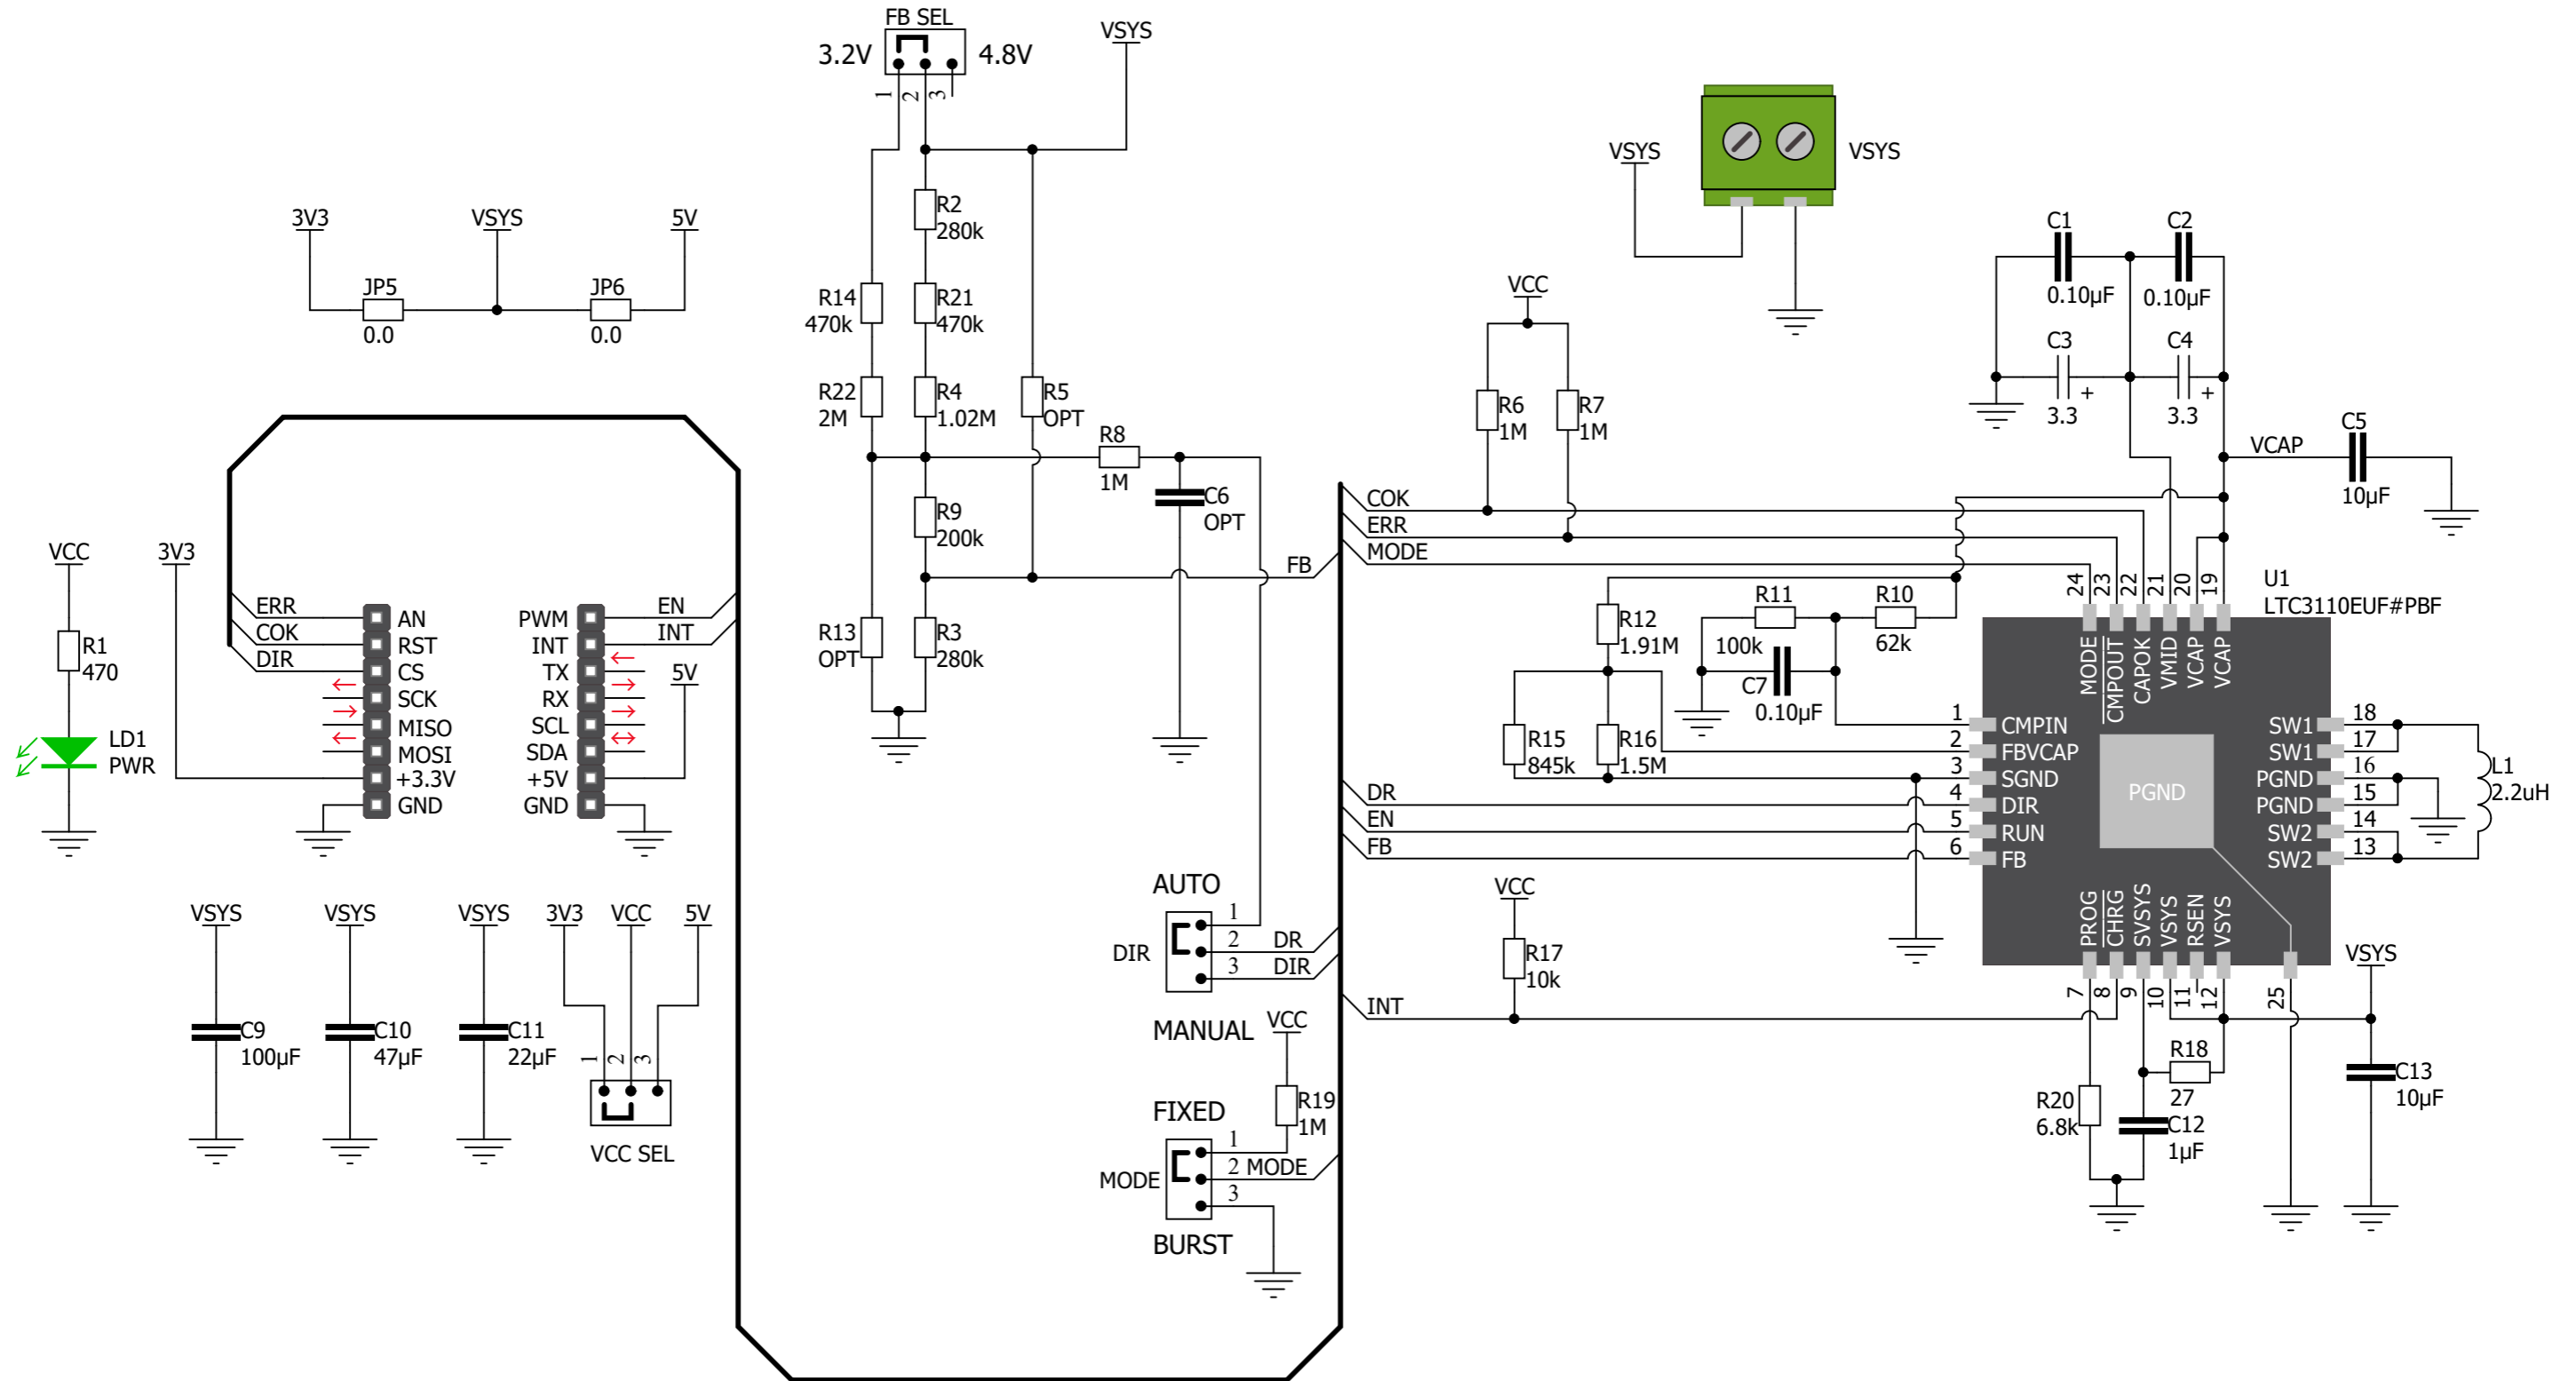 FB SEL
3.2V
4.8V
1
2
3
VSYS
R2
280k
R14
470k
R21
470k
R22
2M
R4
1.02M
R5
OPT
R8
1M
C6
OPT
R9
200k
FB
R13
OPT
R3
280k
3V3
VSYS
5V
JP5
0.0
JP6
0.0
VCC
R1
470
LD1
PWR
3V3
ERR
COK
DIR
AN
RST
CS
SCK
MISO
MOSI
+3.3V
GND
PWM
INT
TX
RX
SCL
SDA
+5V
GND
EN
INT
5V
VSYS
C9
100µF
VSYS
C10
47µF
VSYS
C11
22µF
3V3
VCC
5V
1
2
3
VCC SEL
AUTO
DIR
1
2
3
DR
DIR
MANUAL
VCC
R19
1M
FIXED
MODE
1
2
3
MODE
BURST
VSYS
VSYS
VCC
R6
1M
R7
1M
COK
ERR
MODE
C1
0.10µF
C2
0.10µF
C3
3.3
+
C4
3.3
+
VCAP
C5
10µF
R12
1.91M
R11
100k
R10
62k
C7
0.10µF
R15
845k
R16
1.5M
DR
EN
FB
VCC
R17
10k
INT
U1
LTC3110EUF#PBF
24
23
22
21
20
19
MODE
CMPOUT
CAPOK
VMID
VCAP
VCAP
1
2
3
4
5
6
CMPIN
FBVCAP
SGND
DIR
RUN
FB
PGND
SW1
SW1
PGND
PGND
SW2
SW2
18
17
16
15
14
13
L1
2.2uH
PROG
CHRG
SVSYS
VSYS
RSEN
VSYS
7
8
9
10
11
12
25
VSYS
R18
27
R20
6.8k
C12
1µF
C13
10µF